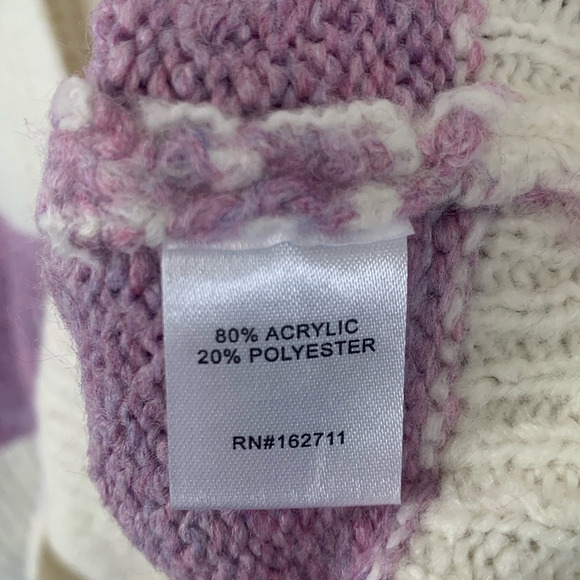 80% ACRYLIC
20% POLYESTER
RN#162711